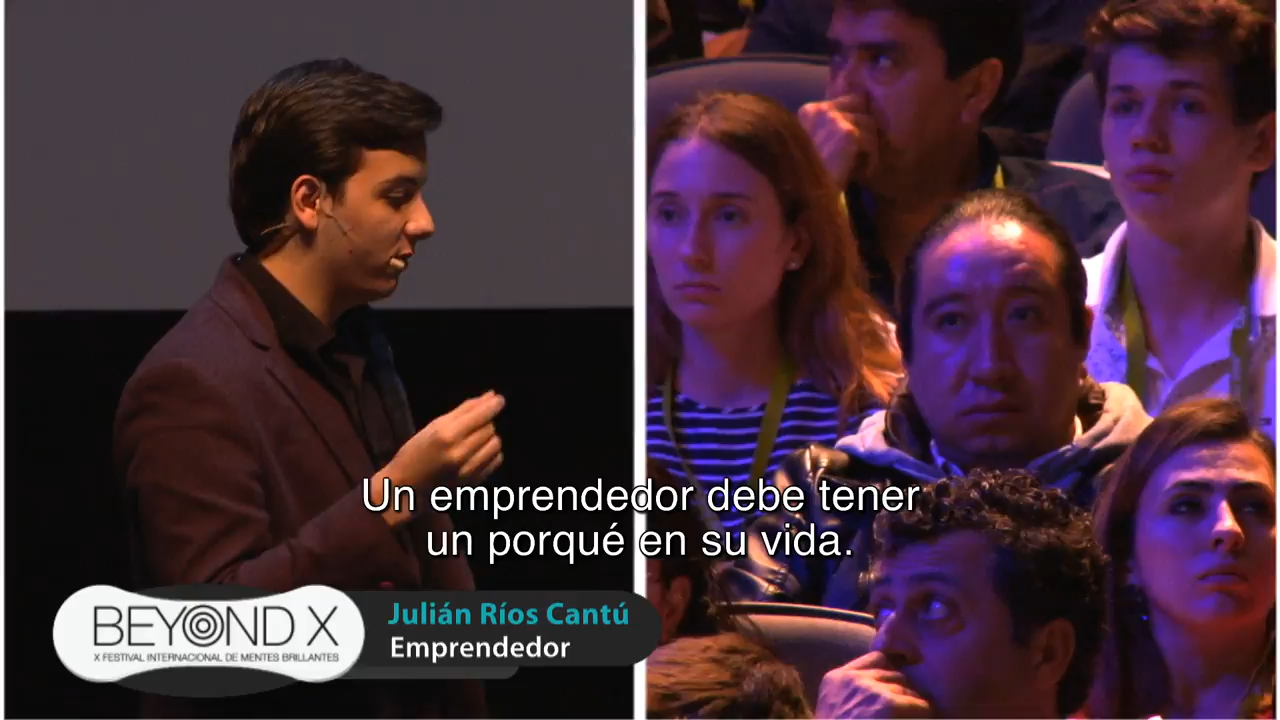 Un emprendedor debe tener
un porqué en su vida.
BEYOND X
X FESTIVAL INTERNACIONAL DE MENTES BRILLANTES
Julián Ríos Cantú
Emprendedor